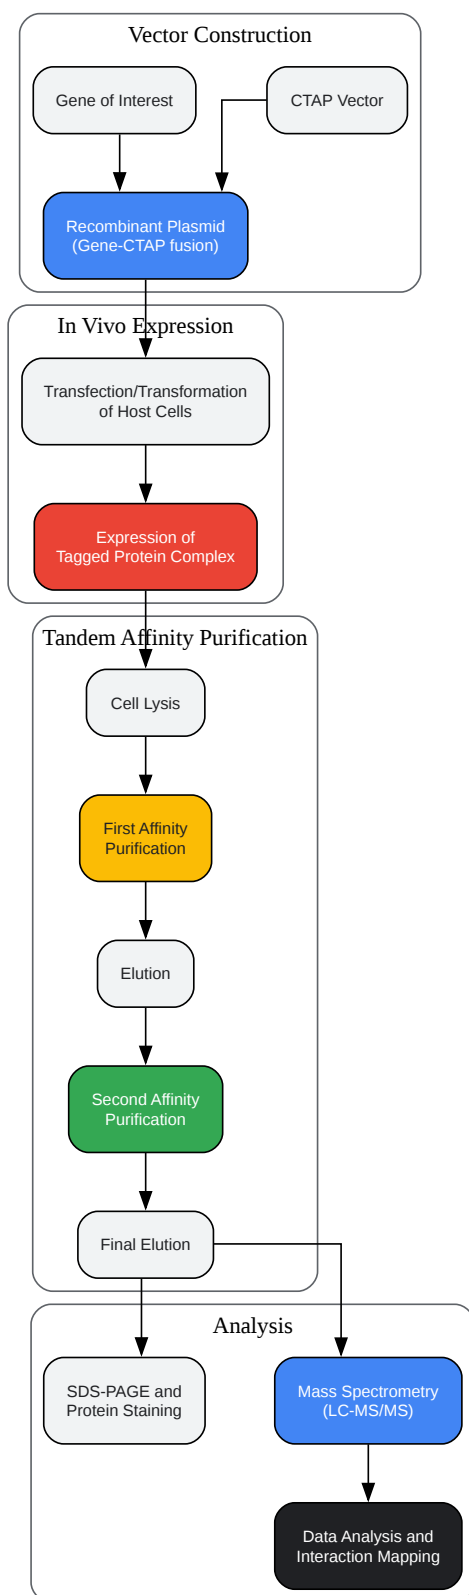 Vector Construction
Gene of Interest
CTAP Vector
Recombinant Plasmid
(Gene-CTAP fusion)
In Vivo Expression
Transfection/Transformation
of Host Cells
Expression of
Tagged Protein Complex
Tandem Affinity Purification
Cell Lysis
First Affinity
Purification
Elution
Second Affinity
Purification
Final Elution
Analysis
SDS-PAGE and
Protein Staining
Mass Spectrometry
(LC-MS/MS)
Data Analysis and
Interaction Mapping